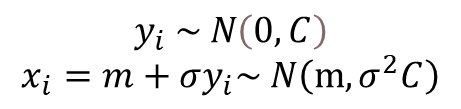 yᵢ ~ N(0, C)
xᵢ = m + σyᵢ~ N(m, σ²C)